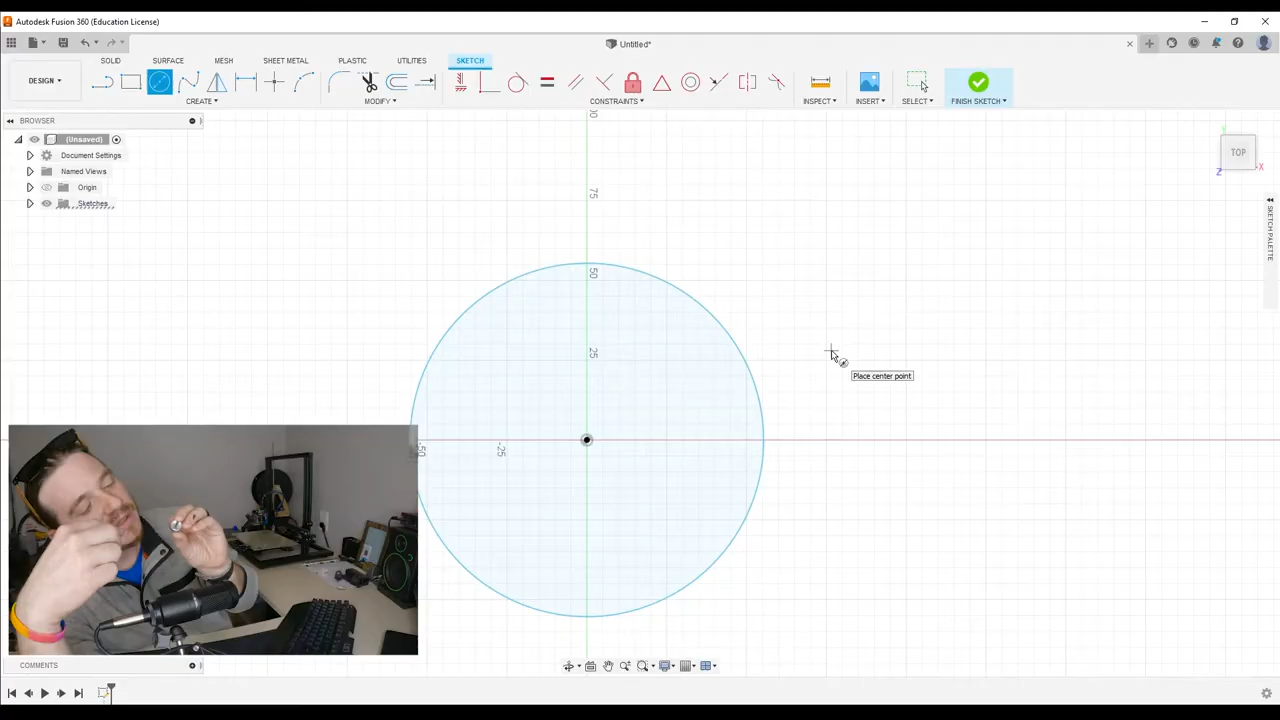 Autodesk Fusion 360 (Education License)
Untitled*
DESIGN
SOLID SURFACE MESH SHEET METAL PLASTIC UTILITIES SKETCH
CREATE MODIFY CONSTRAINTS INSPECT INSERT SELECT FINISH SKETCH
BROWSER
(Unsaved)
Document Settings
Named Views
Origin
Sketches
75
50
25
-50
-25
TOP
Y
Z
X
SKETCH PALETTE
Place center point
COMMENTS